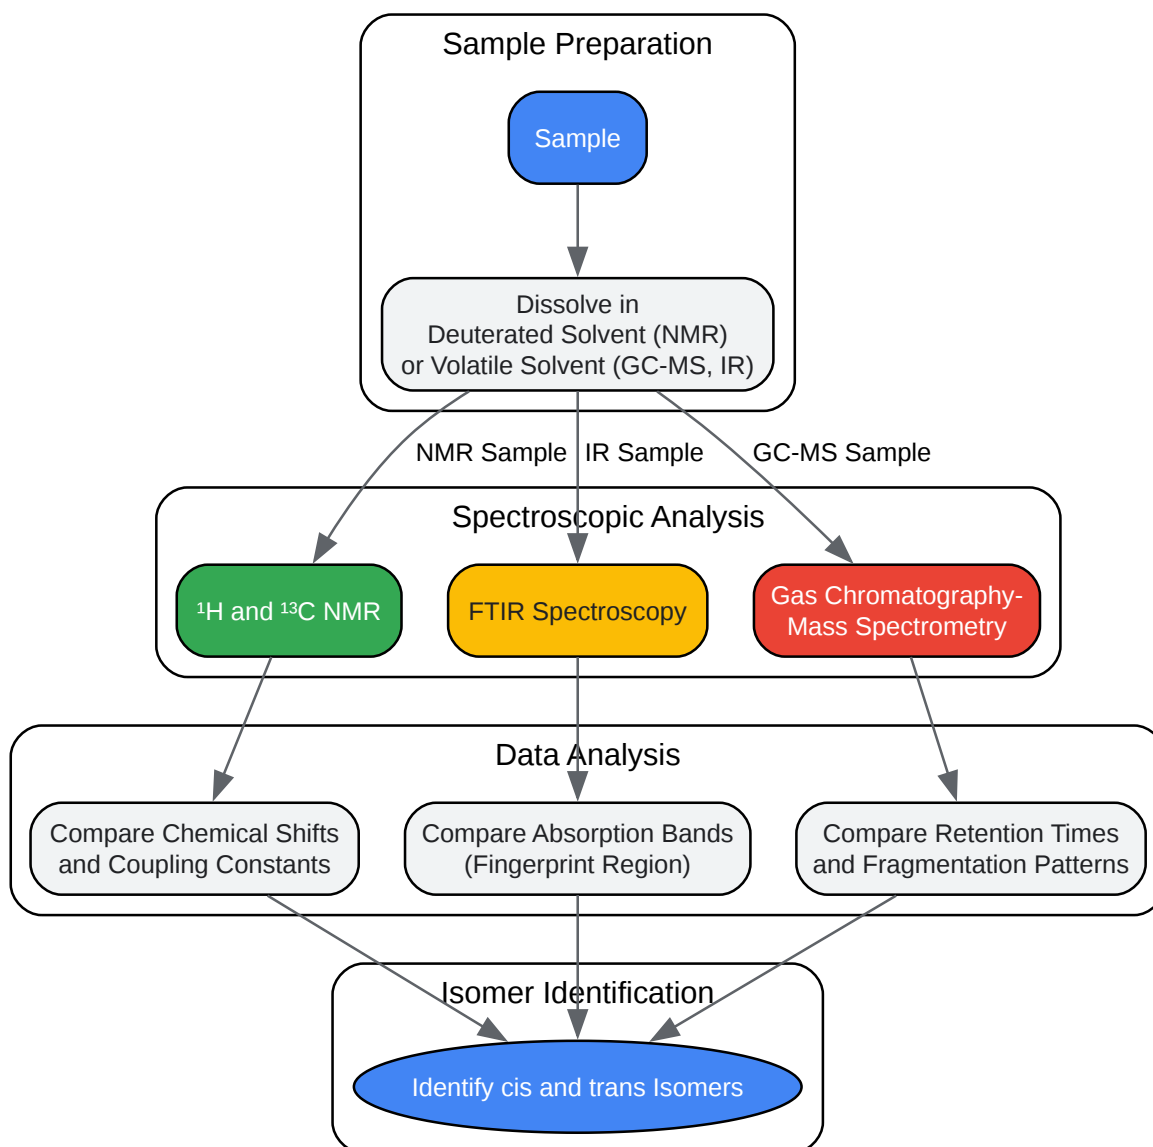 Sample Preparation
Sample
Dissolve in
Deuterated Solvent (NMR)
or Volatile Solvent (GC-MS, IR)
NMR Sample
IR Sample
GC-MS Sample
Spectroscopic Analysis
¹H and ¹³C NMR
FTIR Spectroscopy
Gas Chromatography-
Mass Spectrometry
Data Analysis
Compare Chemical Shifts
and Coupling Constants
Compare Absorption Bands
(Fingerprint Region)
Compare Retention Times
and Fragmentation Patterns
Isomer Identification
Identify cis and trans Isomers